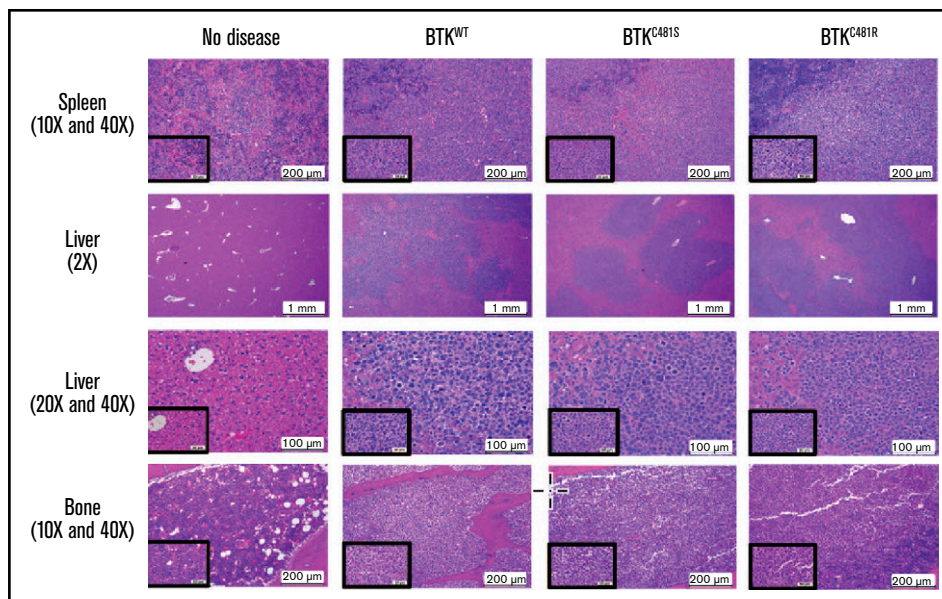 No disease BTKWT BTKC481S BTKC481R
Spleen
(10X and 40X)
200 µm 200 µm 200 µm 200 µm
Liver
(2X)
1 mm 1 mm 1 mm 1 mm
Liver
(20X and 40X)
100 µm 100 µm 100 µm 100 µm
Bone
(10X and 40X)
200 µm 200 µm 200 µm 200 µm